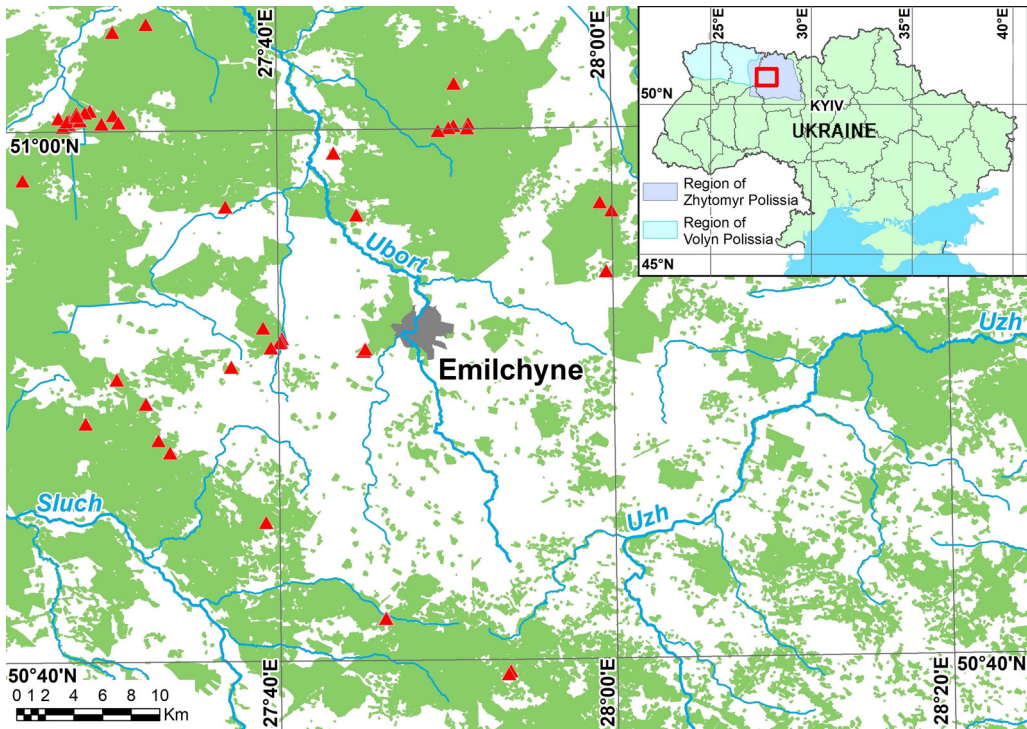 27°40'E
28°00'E
51°00'N
Ubort
Emilchyne
Uzh
Sluch
Uzh
50°40'N
50°40'N
27°40'E
28°00'E
28°20'E
0 1 2 4 6 8 10
Km
25°E
30°E
35°E
40°E
50°N
KYIV
UKRAINE
Region of
Zhytomyr Polissia
Region of
Volyn Polissia
45°N